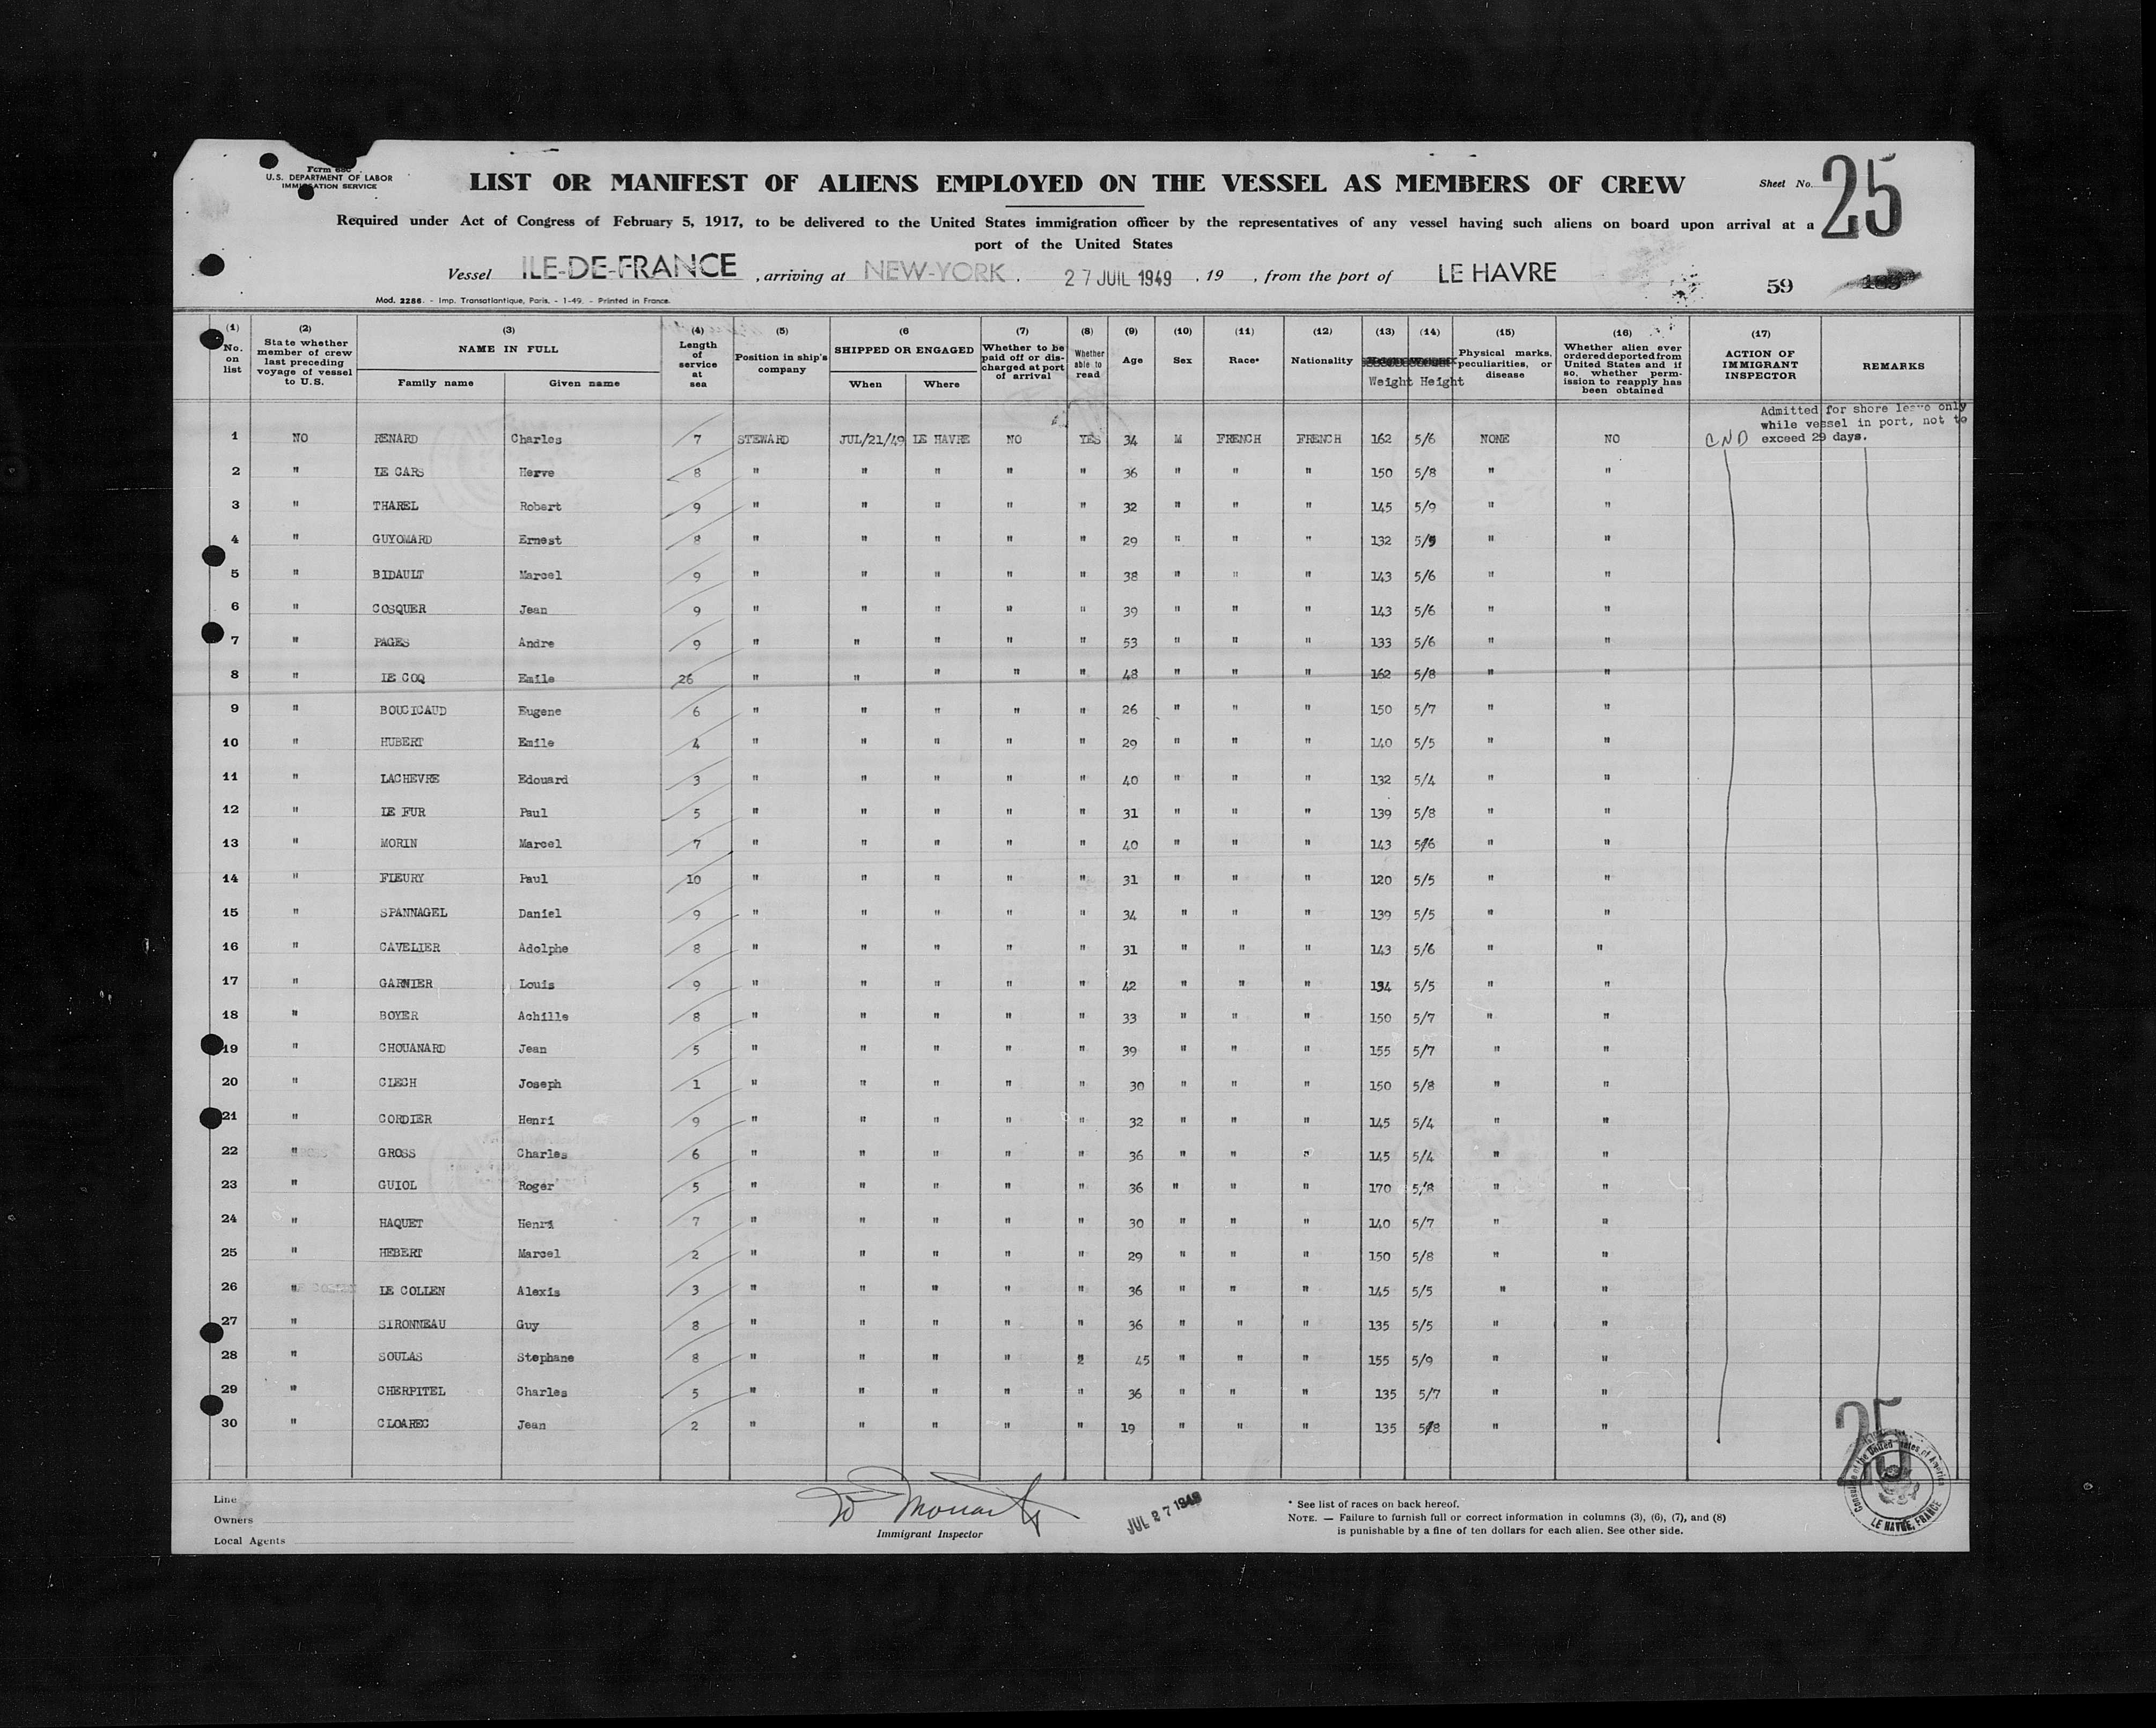 Form 680
U.S. DEPARTMENT OF LABOR
IMMIGRATION SERVICE
LIST OR MANIFEST OF ALIENS EMPLOYED ON THE VESSEL AS MEMBERS OF CREW
Sheet No. 25
Required under Act of Congress of February 5, 1917, to be delivered to the United States immigration officer by the representatives of any vessel having such aliens on board upon arrival at a
port of the United States
Vessel ILE-DE-FRANCE , arriving at NEW-YORK . 27 JUIL 1949 . 19 , from the port of LE HAVRE
59
Mod. 2286. - Imp. Transatlantique, Paris. - 1-49. - Printed in France.
(1) No. on list
(2) State whether member of crew last preceding voyage of vessel to U.S.
(3) NAME IN FULL Family name Given name
(4) Length of service at sea
(5) Position in ship's company
(6 SHIPPED OR ENGAGED When Where
(7) Whether to be paid off or discharged at port of arrival
(8) Whether able to read
(9) Age
(10) Sex
(11) Race*
(12) Nationality
(13) Weight
(14) Height
(15) Physical marks, peculiarities, or disease
(16) Whether alien ever ordered deported from United States and if so, whether permission to reapply has been obtained
(17) ACTION OF IMMIGRANT INSPECTOR
REMARKS
Admitted for shore leave only
while vessel in port, not to
exceed 29 days.
1 NO RENARD Charles 7 STEWARD JUL/21/49 LE HAVRE NO YES 34 M FRENCH FRENCH 162 5/6 NONE NO CND
2 " LE CARS Herve 8 " " " " " 36 " " " 150 5/8 " "
3 " THAREL Robert 9 " " " " " 32 " " " 145 5/9 " "
4 " GUYOMARD Ernest 8 " " " " " 29 " " " 132 5/5 " "
5 " BIDAULT Marcel 9 " " " " " 38 " " " 143 5/6 " "
6 " COSQUER Jean 9 " " " " " 39 " " " 143 5/6 " "
7 " PAGES Andre 9 " " " " " 53 " " " 133 5/6 " "
8 " LE COQ Emile 26 " " " " " 48 " " " 162 5/8 " "
9 " BOUCICAUD Eugene 6 " " " " " 26 " " " 150 5/7 " "
10 " HUBERT Emile 4 " " " " " 29 " " " 140 5/5 " "
11 " LACHEVRE Edouard 3 " " " " " 40 " " " 132 5/4 " "
12 " LE FUR Paul 5 " " " " " 31 " " " 139 5/8 " "
13 " MORIN Marcel 7 " " " " " 40 " " " 143 5/6 " "
14 " FLEURY Paul 10 " " " " " 31 " " " 120 5/5 " "
15 " SPANNAGEL Daniel 9 " " " " " 34 " " " 139 5/5 " "
16 " CAVELIER Adolphe 8 " " " " " 31 " " " 143 5/6 " "
17 " GARNIER Louis 9 " " " " " 42 " " " 134 5/5 " "
18 " BOYER Achille 8 " " " " " 33 " " " 150 5/7 " "
19 " CHOUANARD Jean 5 " " " " " 39 " " " 155 5/7 " "
20 " CLECH Joseph 1 " " " " " 30 " " " 150 5/8 " "
21 " CORDIER Henri 9 " " " " " 32 " " " 145 5/4 " "
22 " GROSS Charles 6 " " " " " 36 " " " 145 5/4 " "
23 " GUIOL Roger 5 " " " " " 36 " " " 170 5/8 " "
24 " HAQUET Henri 7 " " " " " 30 " " " 140 5/7 " "
25 " HEBERT Marcel 2 " " " " " 29 " " " 150 5/8 " "
26 " LE COLLEN Alexis 3 " " " " " 36 " " " 145 5/5 " "
27 " SIRONNEAU Guy 8 " " " " " 36 " " " 135 5/5 " "
28 " SOULAS Stephane 8 " " " " " 45 " " " 155 5/9 " "
29 " CHERPITEL Charles 5 " " " " " 36 " " " 135 5/7 " "
30 " CLOAREC Jean 2 " " " " " 19 " " " 135 5/8 " "
25
Consulate of the United States of America
LE HAVRE, FRANCE
Line
Owners
Local Agents
Immigrant Inspector
JUL 27 1949
* See list of races on back hereof.
NOTE. — Failure to furnish full or correct information in columns (3), (6), (7), and (8)
is punishable by a fine of ten dollars for each alien. See other side.